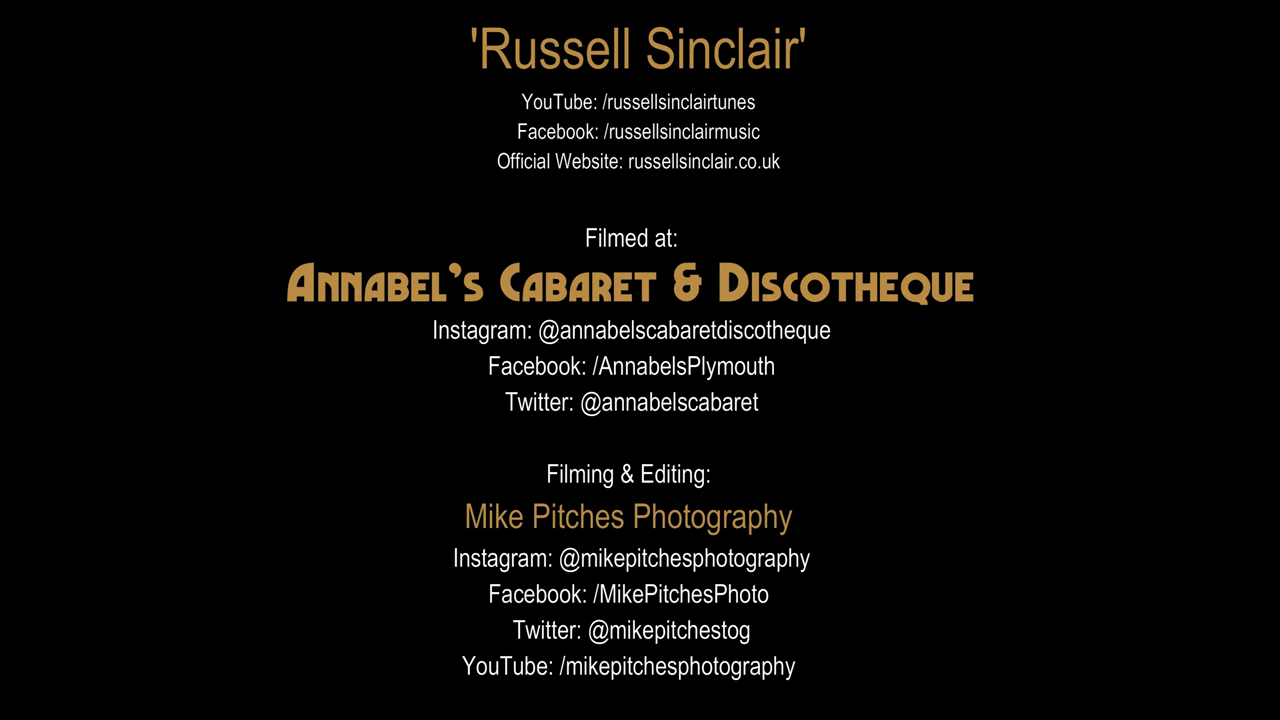 'Russell Sinclair'
YouTube: /russellsinclairtunes
Facebook: /russellsinclairmusic
Official Website: russellsinclair.co.uk
Filmed at:
Annabel's Cabaret & Discotheque
Instagram: @annabelscabaretdiscotheque
Facebook: /AnnabelsPlymouth
Twitter: @annabelscabaret
Filming & Editing:
Mike Pitches Photography
Instagram: @mikepitchesphotography
Facebook: /MikePitchesPhoto
Twitter: @mikepitchestog
YouTube: /mikepitchesphotography